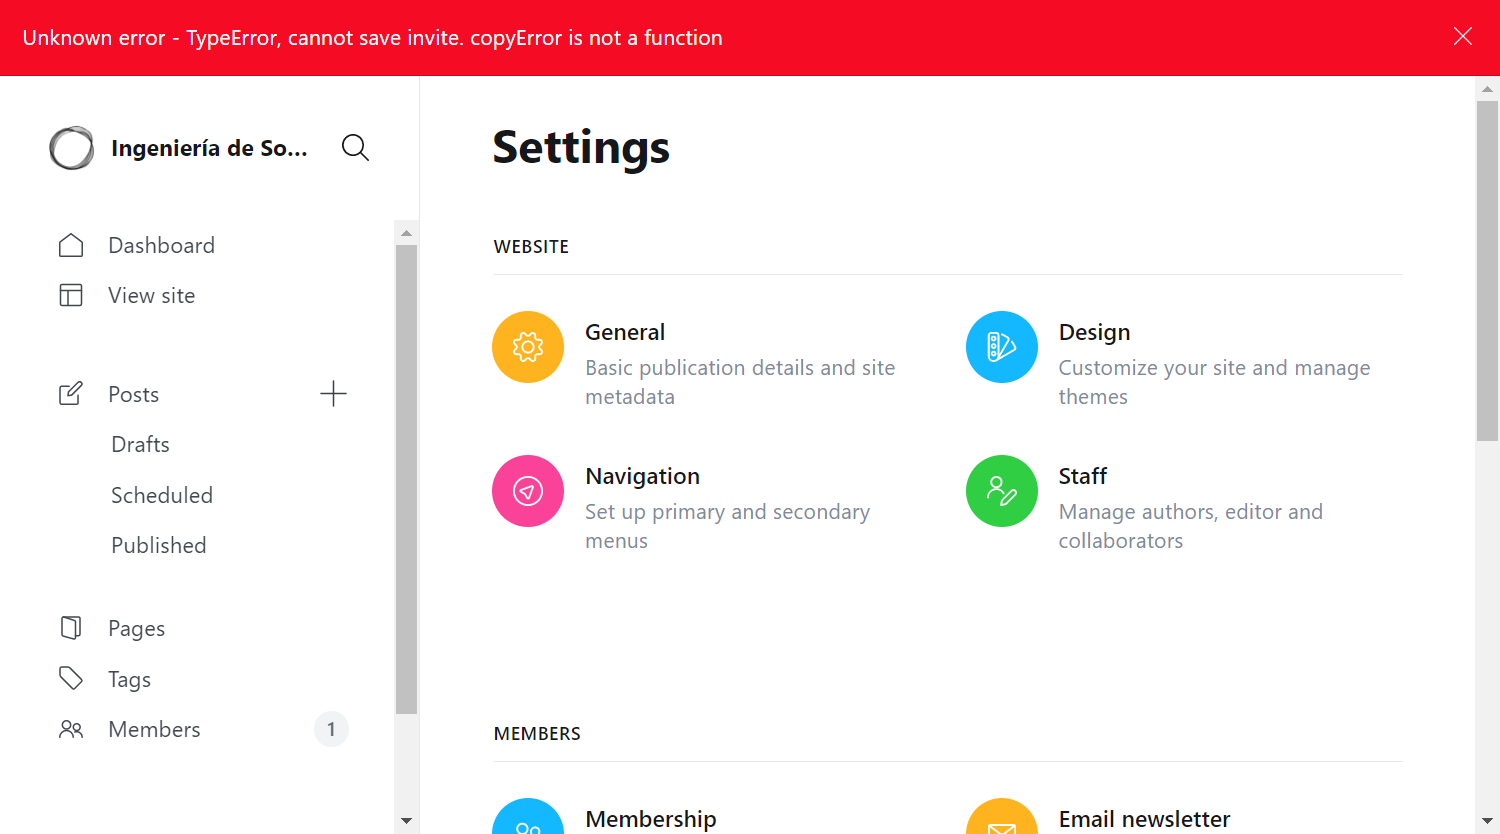 Unknown error - TypeError, cannot save invite. copyError is not a function
Ingeniería de So...
Dashboard
View site
Posts
Drafts
Scheduled
Published
Pages
Tags
Members
1
Settings
WEBSITE
General
Basic publication details and site
metadata
Design
Customize your site and manage
themes
Navigation
Set up primary and secondary
menus
Staff
Manage authors, editor and
collaborators
MEMBERS
Membership
Email newsletter